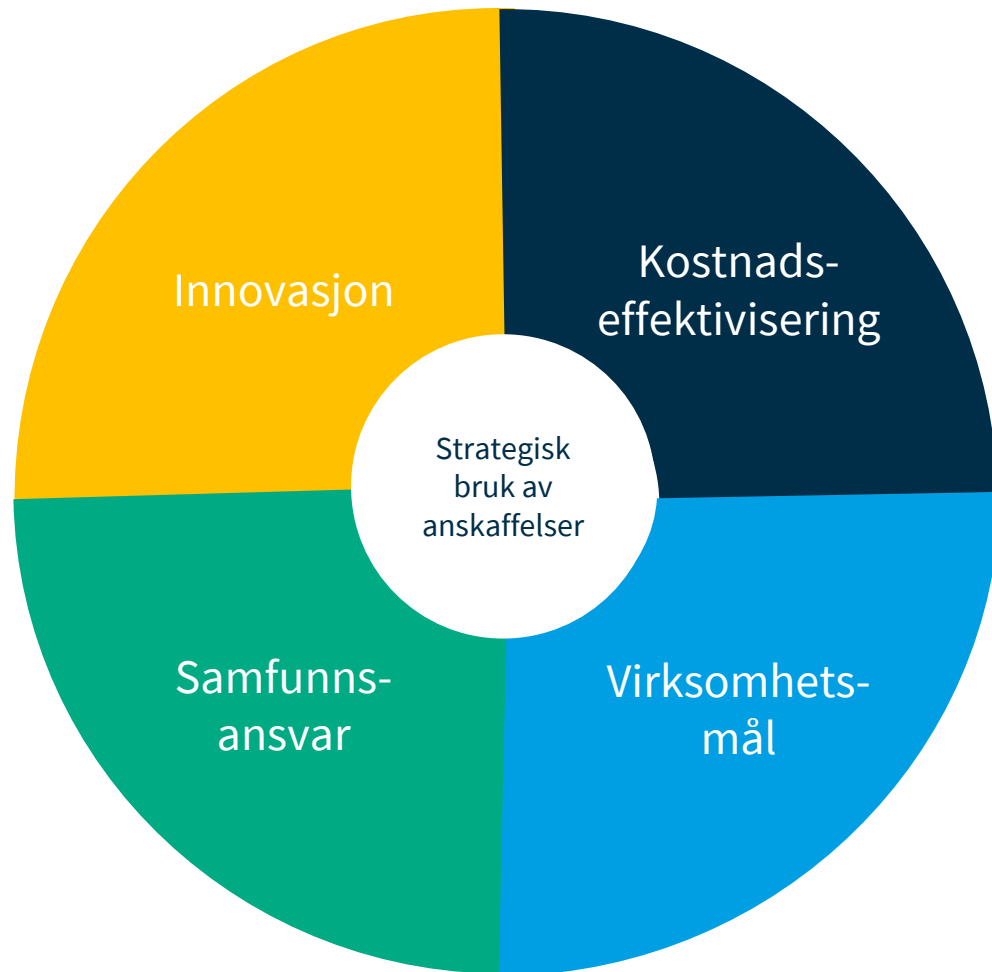 Innovasjon
Kostnads-
effektivisering
Strategisk
bruk av
anskaffelser
Samfunns-
ansvar
Virksomhets-
mål